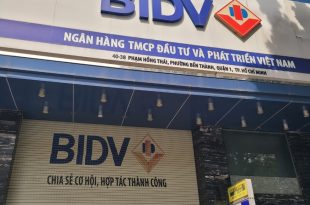 BIDV
NGÂN HÀNG TMCP ĐẦU TƯ VÀ PHÁT TRIỂN VIỆT NAM
40-38 PHẠM HỒNG THÁI, PHƯỜNG BẾN THÀNH, QUẬN 1, TP. HỒ CHÍ MINH
BIDV
CHIA SẺ CƠ HỘI, HỢP TÁC THÀNH CÔNG